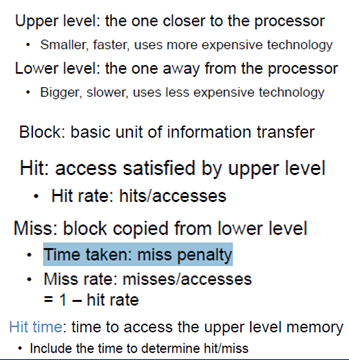 Upper level: the one closer to the processor
• Smaller, faster, uses more expensive technology
Lower level: the one away from the processor
• Bigger, slower, uses less expensive technology
Block: basic unit of information transfer
Hit: access satisfied by upper level
• Hit rate: hits/accesses
Miss: block copied from lower level
• Time taken: miss penalty
• Miss rate: misses/accesses
= 1 – hit rate
Hit time: time to access the upper level memory
• Include the time to determine hit/miss